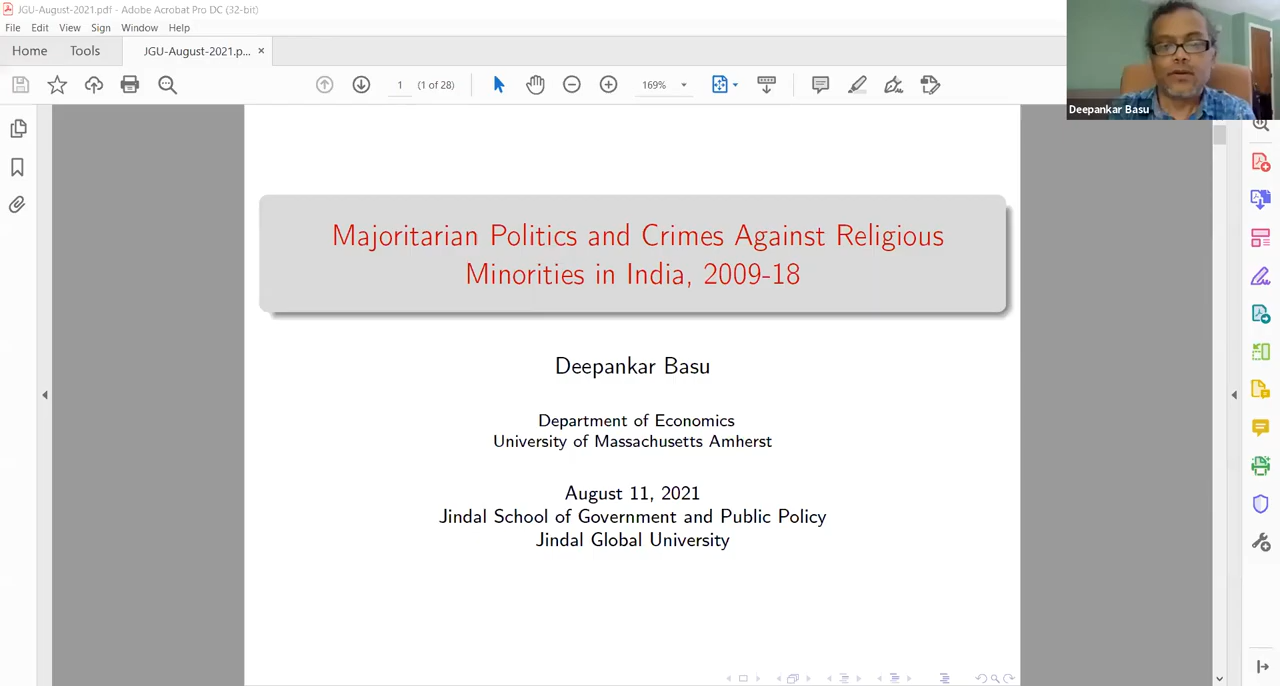 JGU-August-2021.pdf - Adobe Acrobat Pro DC (32-bit)
File Edit View Sign Window Help
Home Tools JGU-August-2021.p... ×
1 (1 of 28) 169%
Deepankar Basu
Majoritarian Politics and Crimes Against Religious
Minorities in India, 2009-18
Deepankar Basu
Department of Economics
University of Massachusetts Amherst
August 11, 2021
Jindal School of Government and Public Policy
Jindal Global University